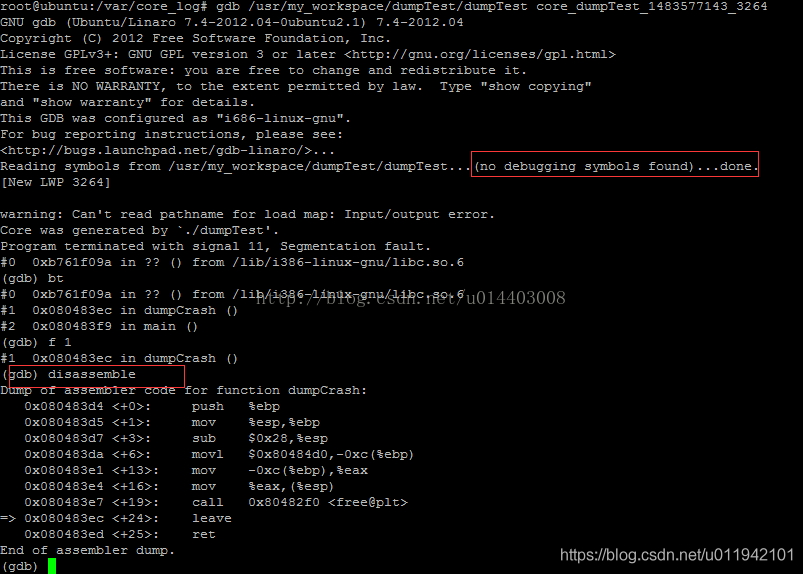 root@ubuntu:/var/core_log# gdb /usr/my_workspace/dumpTest/dumpTest core_dumpTest_1483577143_3264
GNU gdb (Ubuntu/Linaro 7.4-2012.04-0ubuntu2.1) 7.4-2012.04
Copyright (C) 2012 Free Software Foundation, Inc.
License GPLv3+: GNU GPL version 3 or later <http://gnu.org/licenses/gpl.html>
This is free software: you are free to change and redistribute it.
There is NO WARRANTY, to the extent permitted by law.  Type "show copying"
and "show warranty" for details.
This GDB was configured as "i686-linux-gnu".
For bug reporting instructions, please see:
<http://bugs.launchpad.net/gdb-linaro/>...
Reading symbols from /usr/my_workspace/dumpTest/dumpTest...(no debugging symbols found)...done.
[New LWP 3264]
warning: Can't read pathname for load map: Input/output error.
Core was generated by `./dumpTest'.
Program terminated with signal 11, Segmentation fault.
#0  0xb761f09a in ?? () from /lib/i386-linux-gnu/libc.so.6
(gdb) bt
#0  0xb761f09a in ?? () from /lib/i386-linux-gnu/libc.so.6
http://blog.csdn.net/u014403008
#1  0x080483ec in dumpCrash ()
#2  0x080483f9 in main ()
(gdb) f 1
#1  0x080483ec in dumpCrash ()
(gdb) disassemble
Dump of assembler code for function dumpCrash:
   0x080483d4 <+0>:     push   %ebp
   0x080483d5 <+1>:     mov    %esp,%ebp
   0x080483d7 <+3>:     sub    $0x28,%esp
   0x080483da <+6>:     movl   $0x80484d0,-0xc(%ebp)
   0x080483e1 <+13>:    mov    -0xc(%ebp),%eax
   0x080483e4 <+16>:    mov    %eax,(%esp)
   0x080483e7 <+19>:    call   0x80482f0 <free@plt>
=> 0x080483ec <+24>:    leave
   0x080483ed <+25>:    ret
End of assembler dump.
(gdb)
https://blog.csdn.net/u011942101